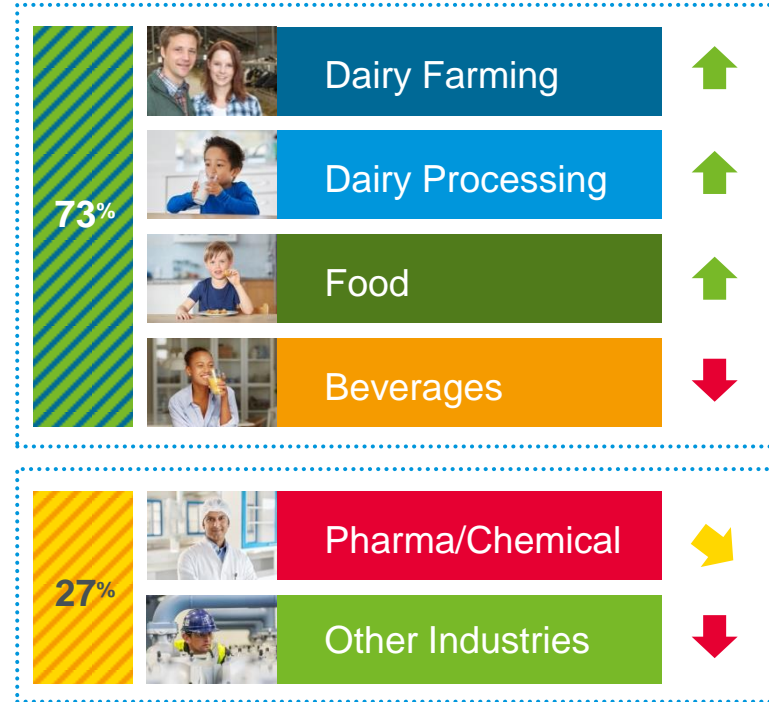 73%
Dairy Farming
Dairy Processing
Food
Beverages
27%
Pharma/Chemical
Other Industries